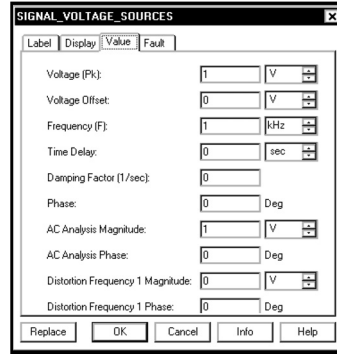 SIGNAL_VOLTAGE_SOURCES
Label Display Value Fault
Voltage (Pk): 1 V
Voltage Offset: 0 V
Frequency (F): 1 kHz
Time Delay: 0 sec
Damping Factor (1/sec): 0
Phase: 0 Deg
AC Analysis Magnitude: 1 V
AC Analysis Phase: 0 Deg
Distortion Frequency 1 Magnitude: 0 V
Distortion Frequency 1 Phase: 0 Deg
Replace OK Cancel Info Help